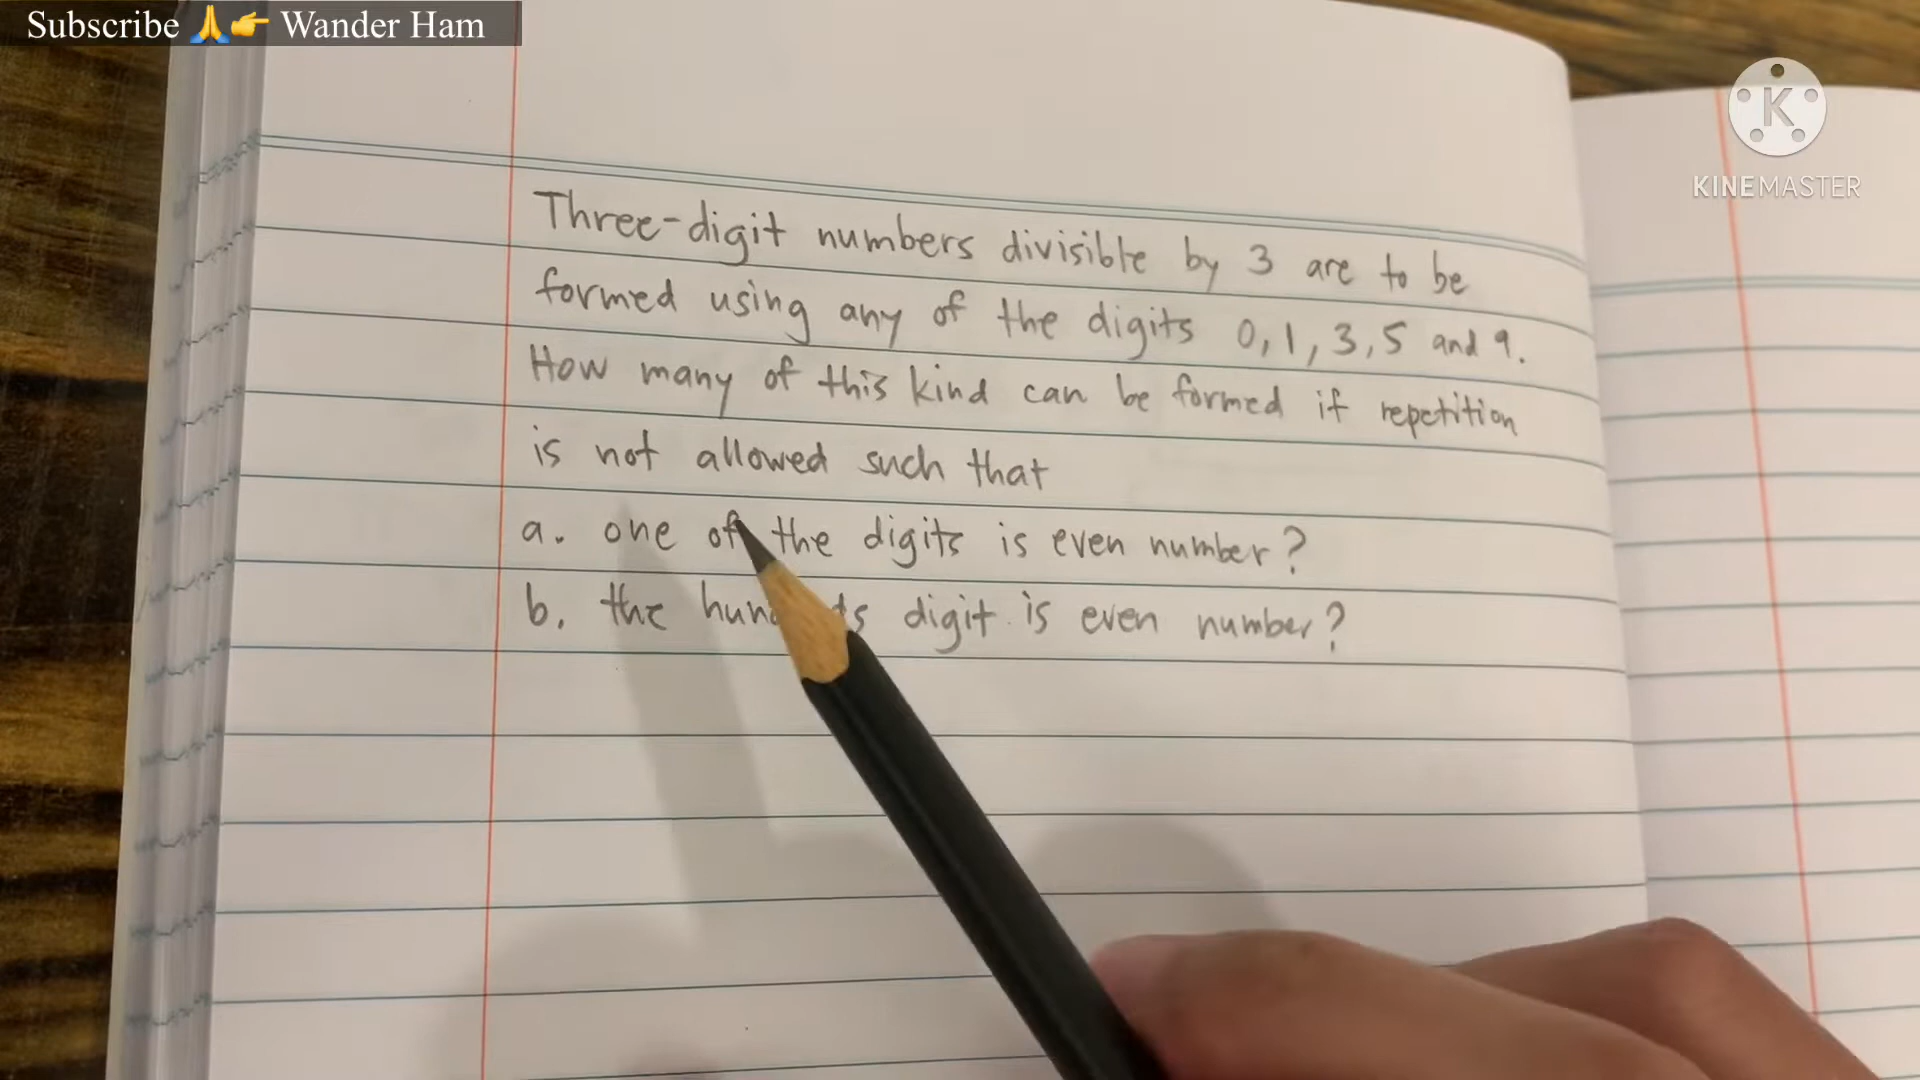 Subscribe 🙏👉 Wander Ham
KINEMASTER
Three-digit numbers divisible by 3 are to be
formed using any of the digits 0, 1, 3, 5 and 9.
How many of this kind can be formed if repetition
is not allowed such that
a. one of the digits is even number?
b. the digit is even number?